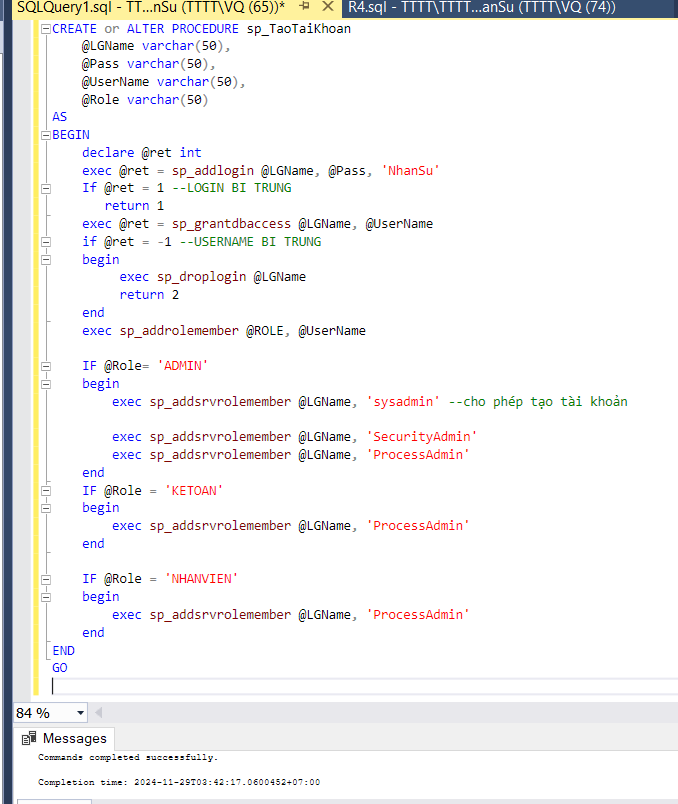 SQLQuery1.sql - TT...nSu (TTTT\VQ (65))*
R4.sql - TTTT\TTTT...anSu (TTTT\VQ (74))
CREATE or ALTER PROCEDURE sp_TaoTaiKhoan
@LGName varchar(50),
@Pass varchar(50),
@UserName varchar(50),
@Role varchar(50)
AS
BEGIN
declare @ret int
exec @ret = sp_addlogin @LGName, @Pass, 'NhanSu'
If @ret = 1 --LOGIN BI TRUNG
return 1
exec @ret = sp_grantdbaccess @LGName, @UserName
if @ret = -1 --USERNAME BI TRUNG
begin
exec sp_droplogin @LGName
return 2
end
exec sp_addrolemember @ROLE, @UserName
IF @Role= 'ADMIN'
begin
exec sp_addsrvrolemember @LGName, 'sysadmin' --cho phép tạo tài khoản
exec sp_addsrvrolemember @LGName, 'SecurityAdmin'
exec sp_addsrvrolemember @LGName, 'ProcessAdmin'
end
IF @Role = 'KETOAN'
begin
exec sp_addsrvrolemember @LGName, 'ProcessAdmin'
end
IF @Role = 'NHANVIEN'
begin
exec sp_addsrvrolemember @LGName, 'ProcessAdmin'
end
END
GO
84 %
Messages
Commands completed successfully.
Completion time: 2024-11-29T03:42:17.0600452+07:00